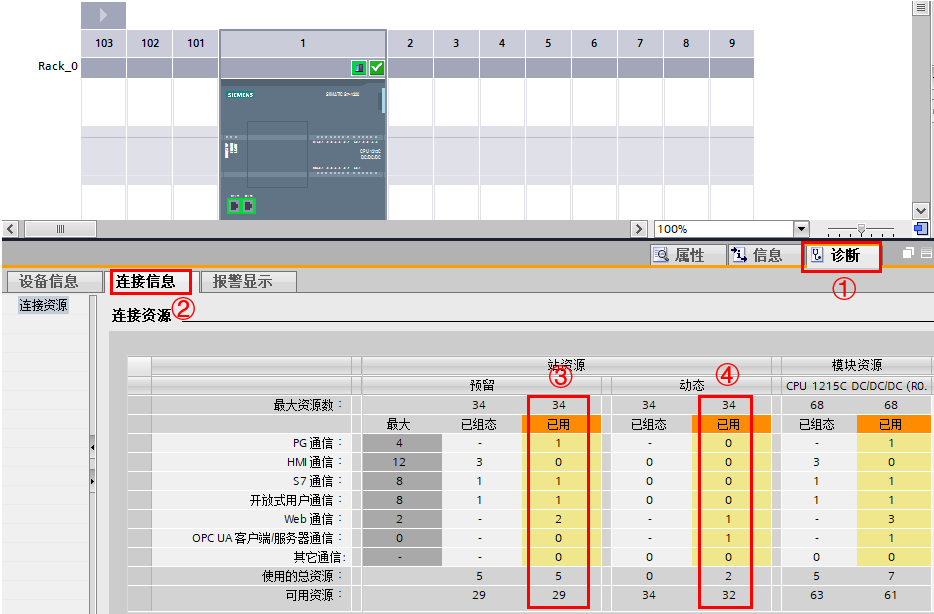 103 102 101 1 2 3 4 5 6 7 8 9
Rack_0
SIEMENS
CPU 1215C
DC/DC/DC
100%
属性 信息 诊断
①
设备信息 连接信息 报警显示
②
连接资源
连接资源
站资源 模块资源
③ ④
预留 动态 CPU 1215C DC/DC/DC (R0.
最大资源数： 34 34 34 34 68 68
最大 已组态 已用 已组态 已用 已组态 已用
PG 通信： 4 - 1 - 0 - 1
HMI 通信： 12 3 0 0 0 3 0
S7 通信： 8 1 1 0 0 1 1
开放式用户通信： 8 1 1 0 0 1 1
Web 通信： 2 - 2 - 1 - 3
OPC UA 客户端/服务器通信： 0 - 0 - 1 - 1
其它通信: - - 0 0 0 0 0
使用的总资源： 5 5 0 2 5 7
可用资源： 29 29 34 32 63 61